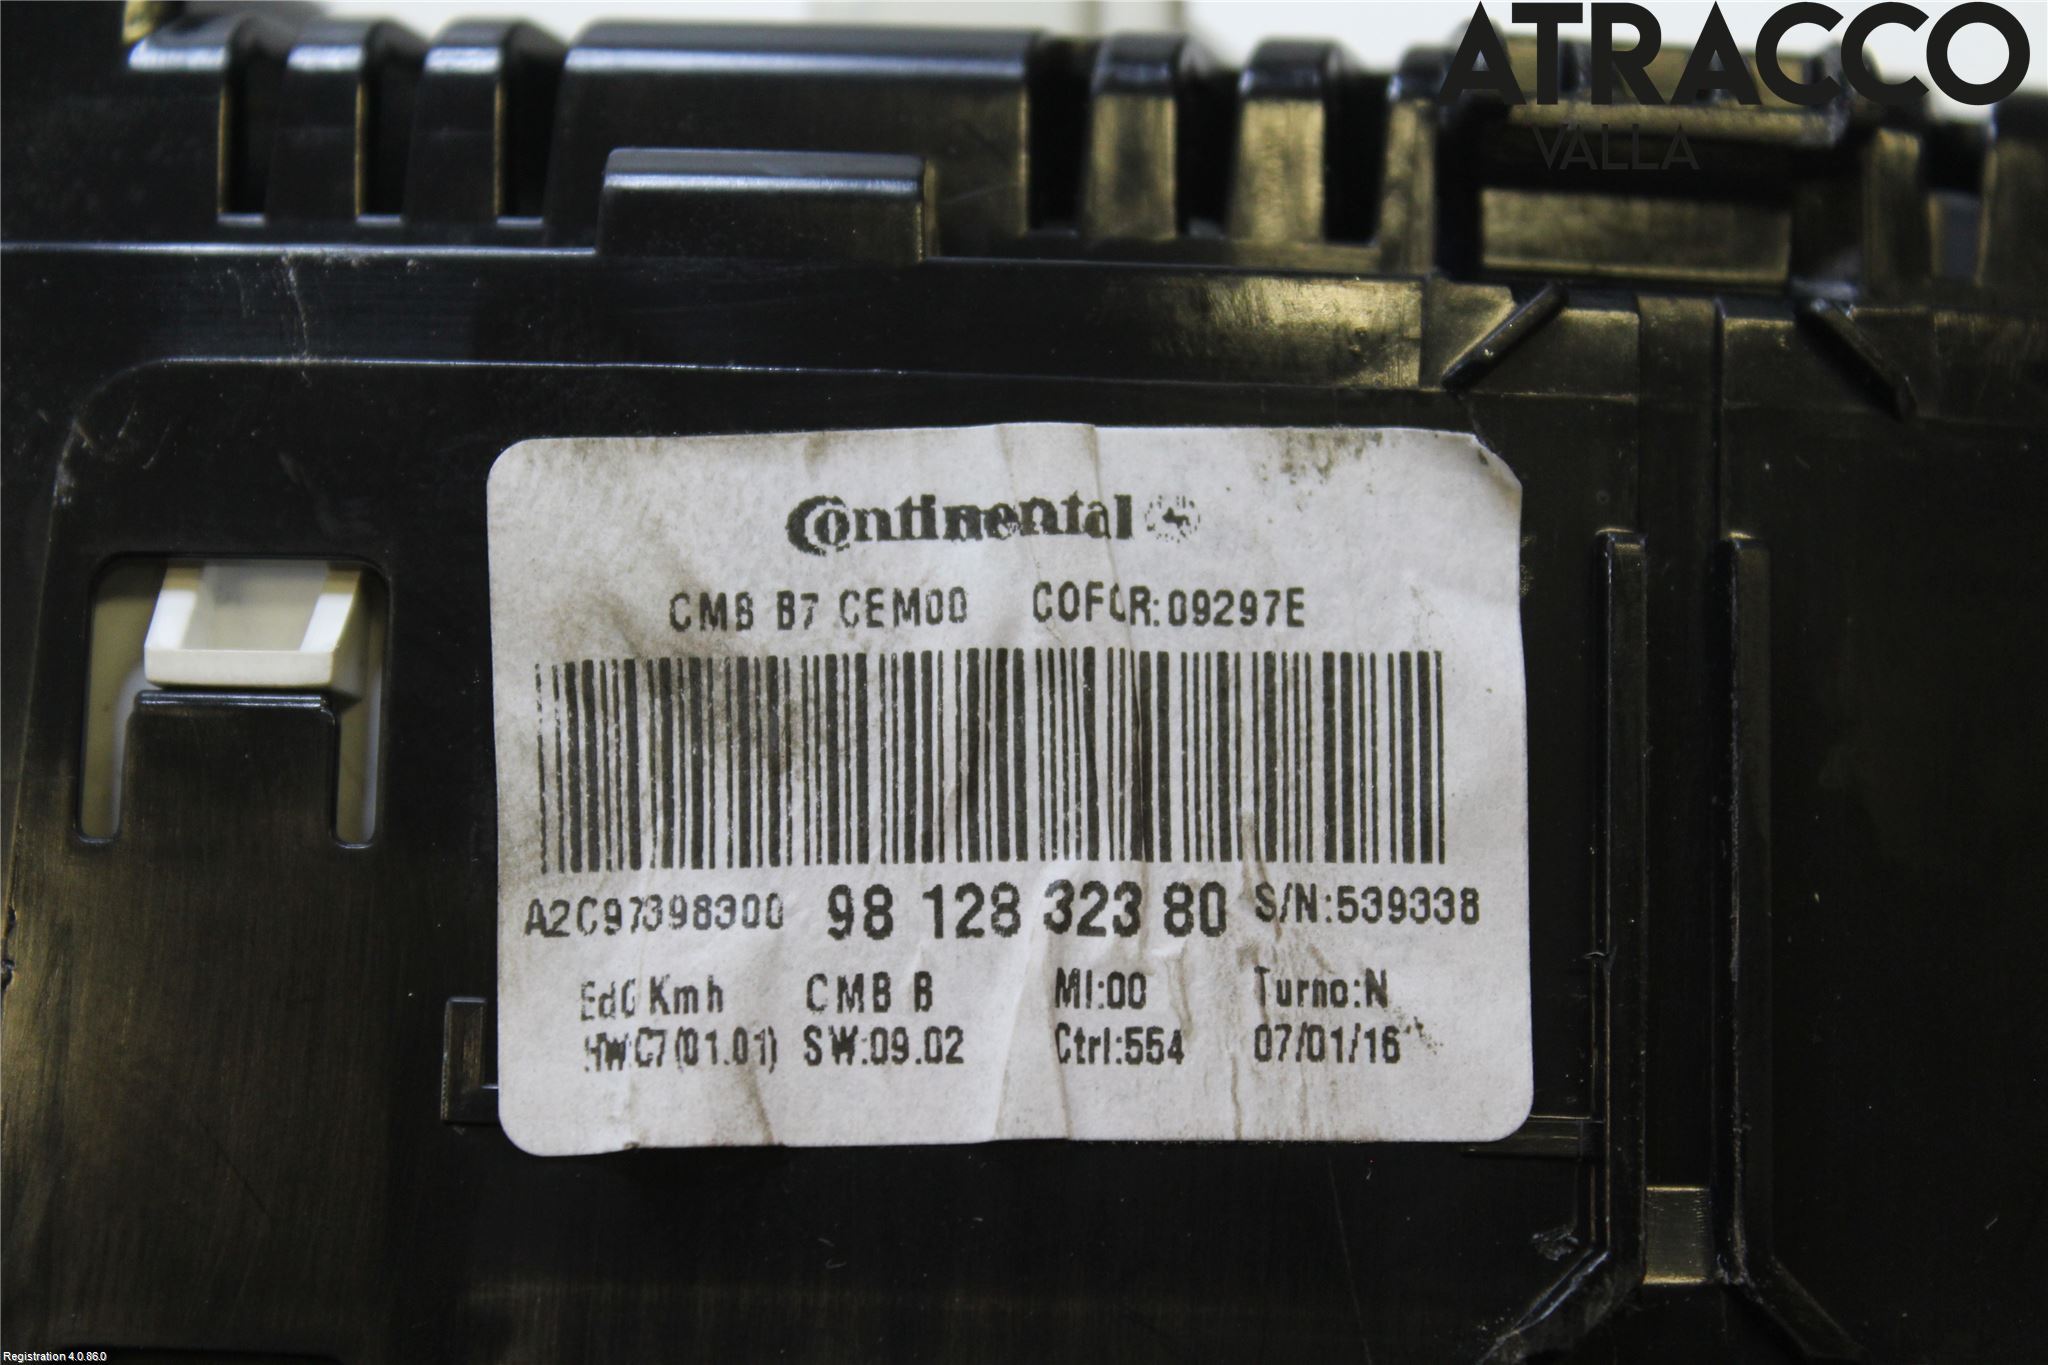 ATRACCO
VALLA
Continental
CMB B7 CEM00 COFOR:09297E
A2C97398300 98 128 323 80 S/N:539338
EdG Kmh CMB B MI:00 Turno:N
HW:C7(01.01) SW:09.02 Ctrl:554 07/01/16
Registration 4.0.86.0